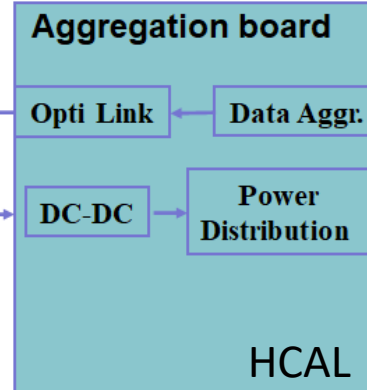 Aggregation board
Opti Link
Data Aggr.
DC-DC
Power
Distribution
HCAL